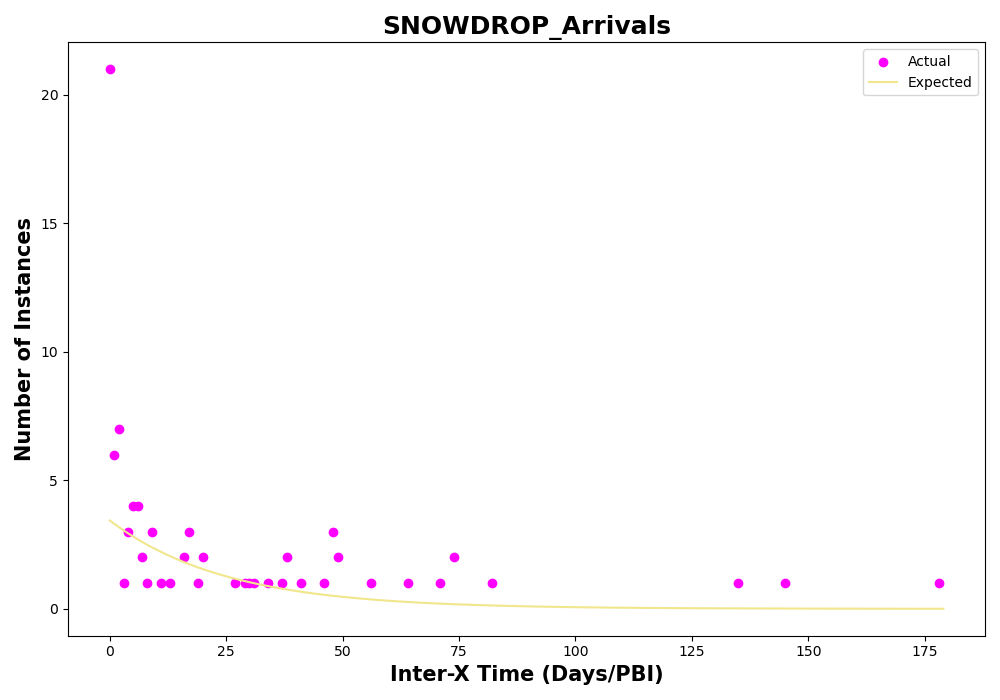 SNOWDROP_Arrivals
Actual
Expected
20
15
10
5
0
Number of Instances
0 25 50 75 100 125 150 175
Inter-X Time (Days/PBI)